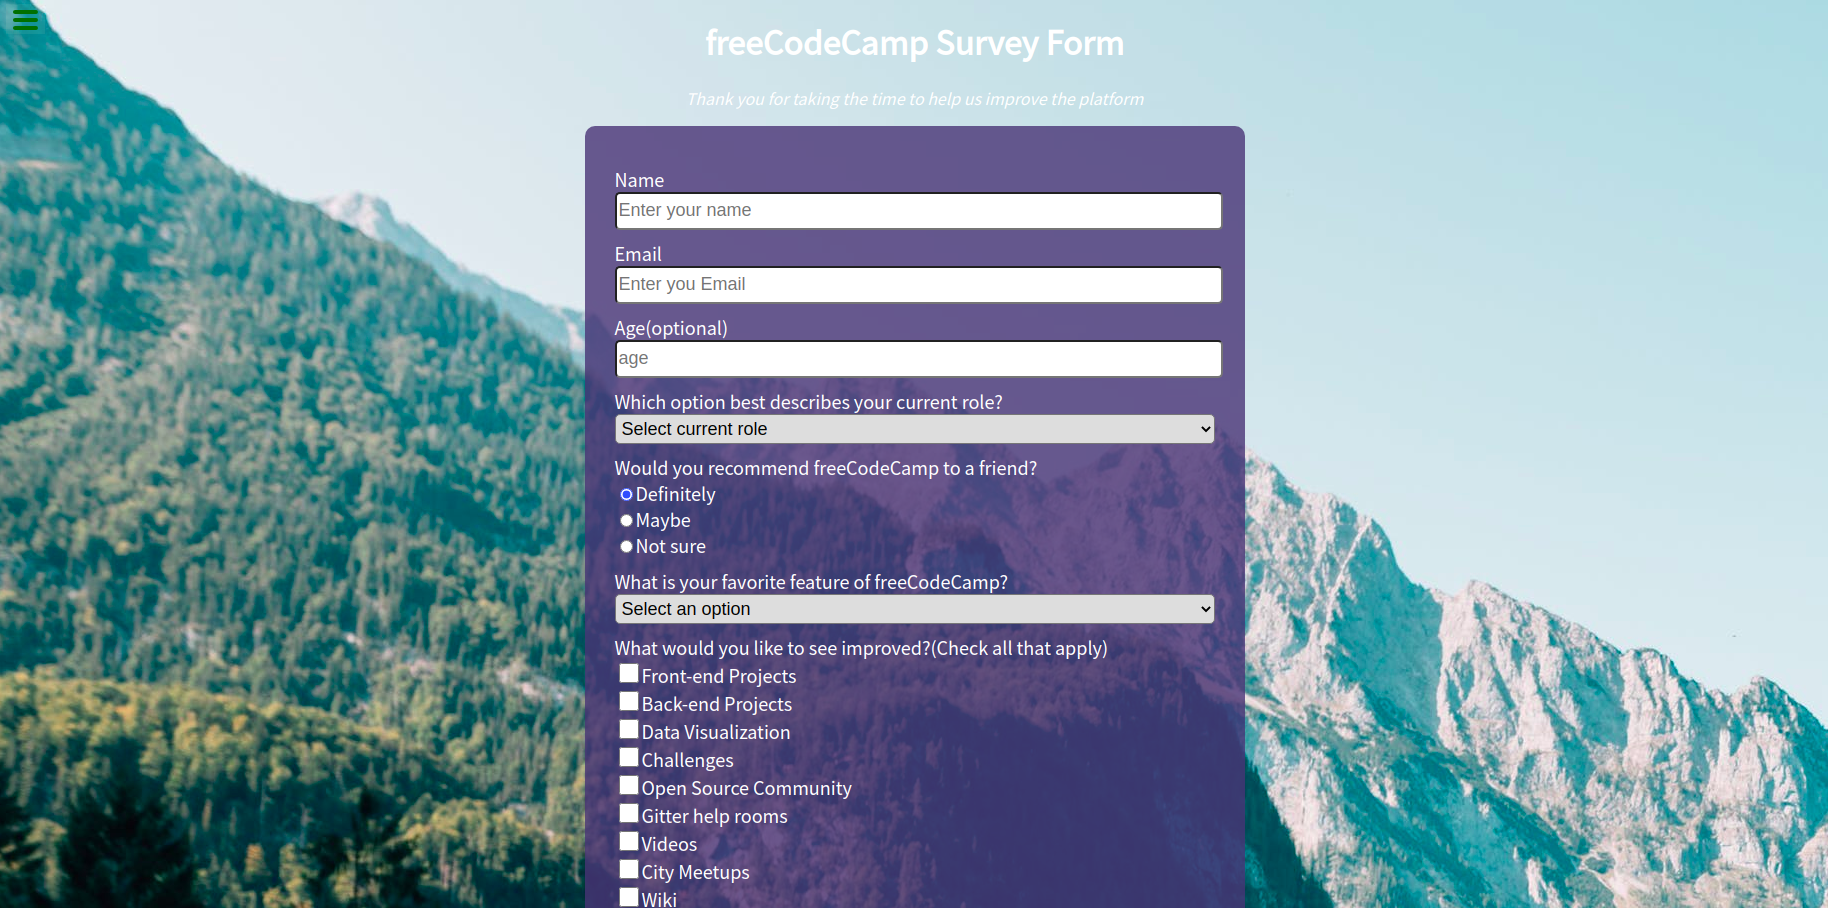 freeCodeCamp Survey Form
Thank you for taking the time to help us improve the platform
Name
Enter your name
Email
Enter you Email
Age(optional)
age
Which option best describes your current role?
Select current role
Would you recommend freeCodeCamp to a friend?
Definitely
Maybe
Not sure
What is your favorite feature of freeCodeCamp?
Select an option
What would you like to see improved?(Check all that apply)
Front-end Projects
Back-end Projects
Data Visualization
Challenges
Open Source Community
Gitter help rooms
Videos
City Meetups
Wiki